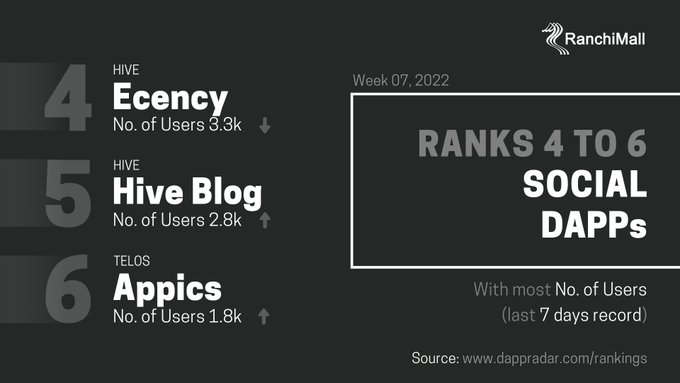 RanchiMall
4
HIVE
Ecency
No. of Users 3.3k
5
HIVE
Hive Blog
No. of Users 2.8k
6
TELOS
Appics
No. of Users 1.8k
Week 07, 2022
RANKS 4 TO 6
SOCIAL
DAPPs
With most No. of Users
(last 7 days record)
Source: www.dappradar.com/rankings